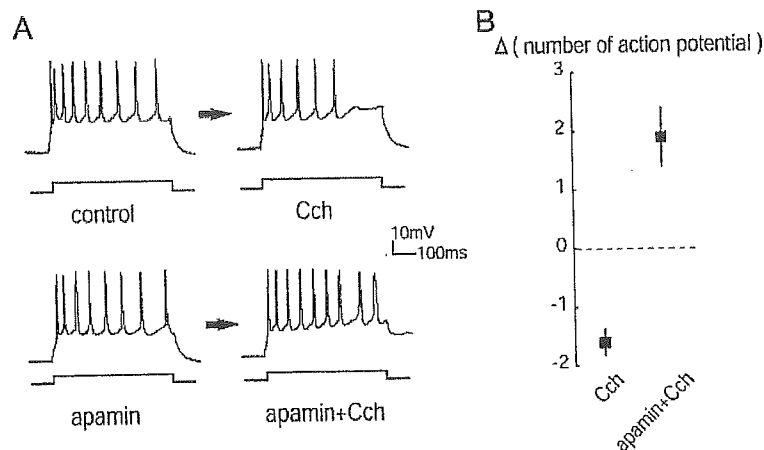 A
control
Cch
10mV
100ms
apamin
apamin+Cch
B
Δ ( number of action potential)
3
2
1
0
-1
-2
Cch
apamin+Cch